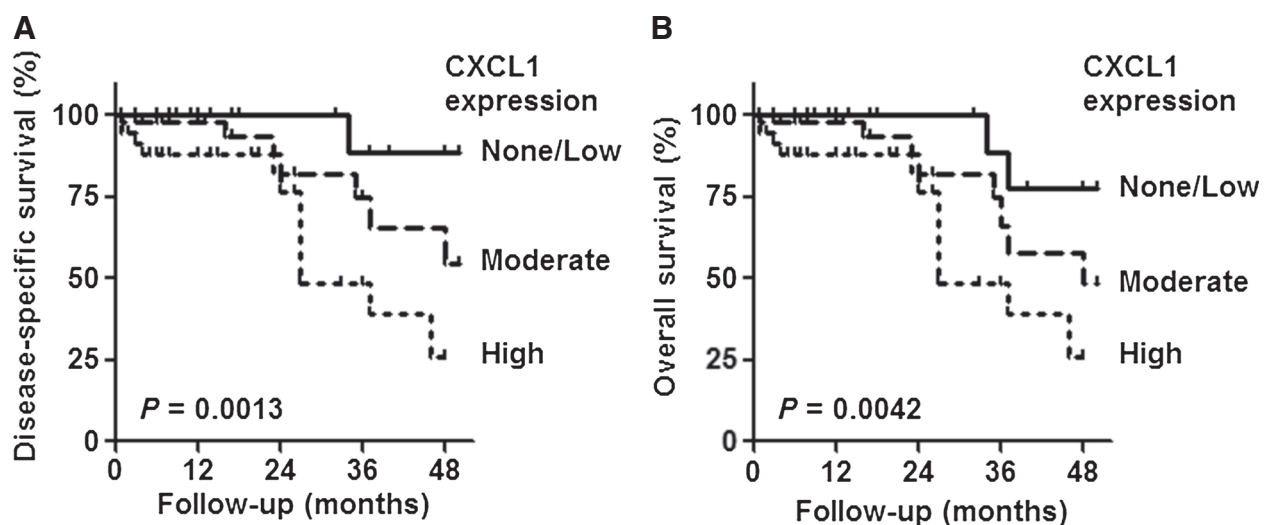 A
Disease-specific survival (%)
CXCL1
expression
100
75
50
25
0
None/Low
Moderate
High
P = 0.0013
0 12 24 36 48
Follow-up (months)
B
Overall survival (%)
CXCL1
expression
100
75
50
25
0
None/Low
Moderate
High
P = 0.0042
0 12 24 36 48
Follow-up (months)